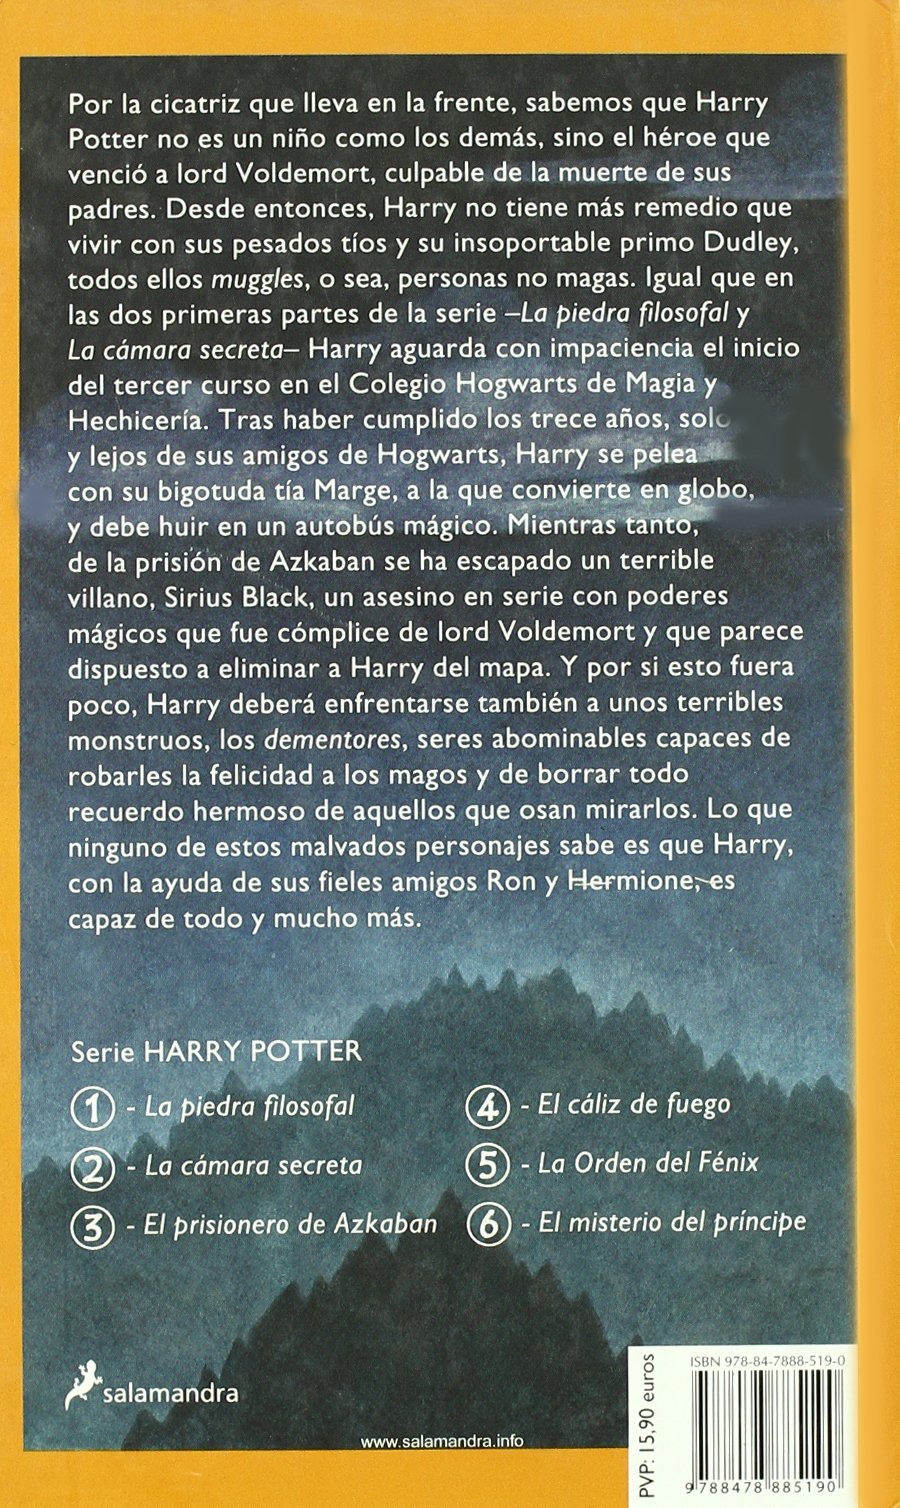 Por la cicatriz que lleva en la frente, sabemos que Harry
Potter no es un niño como los demás, sino el héroe que
venció a lord Voldemort, culpable de la muerte de sus
padres. Desde entonces, Harry no tiene más remedio que
vivir con sus pesados tíos y su insoportable primo Dudley,
todos ellos muggles, o sea, personas no magas. Igual que en
las dos primeras partes de la serie –La piedra filosofal y
La cámara secreta– Harry aguarda con impaciencia el inicio
del tercer curso en el Colegio Hogwarts de Magia y
Hechicería. Tras haber cumplido los trece años, solo
y lejos de sus amigos de Hogwarts, Harry se pelea
con su bigotuda tía Marge, a la que convierte en globo,
y debe huir en un autobús mágico. Mientras tanto,
de la prisión de Azkaban se ha escapado un terrible
villano, Sirius Black, un asesino en serie con poderes
mágicos que fue cómplice de lord Voldemort y que parece
dispuesto a eliminar a Harry del mapa. Y por si esto fuera
poco, Harry deberá enfrentarse también a unos terribles
monstruos, los dementores, seres abominables capaces de
robarles la felicidad a los magos y de borrar todo
recuerdo hermoso de aquellos que osan mirarlos. Lo que
ninguno de estos malvados personajes sabe es que Harry,
con la ayuda de sus fieles amigos Ron y Hermione, es
capaz de todo y mucho más.
Serie HARRY POTTER
1 - La piedra filosofal
2 - La cámara secreta
3 - El prisionero de Azkaban
4 - El cáliz de fuego
5 - La Orden del Fénix
6 - El misterio del príncipe
salamandra
www.salamandra.info
PVP: 15,90 euros
ISBN 978-84-7888-519-0
9 788478 885190